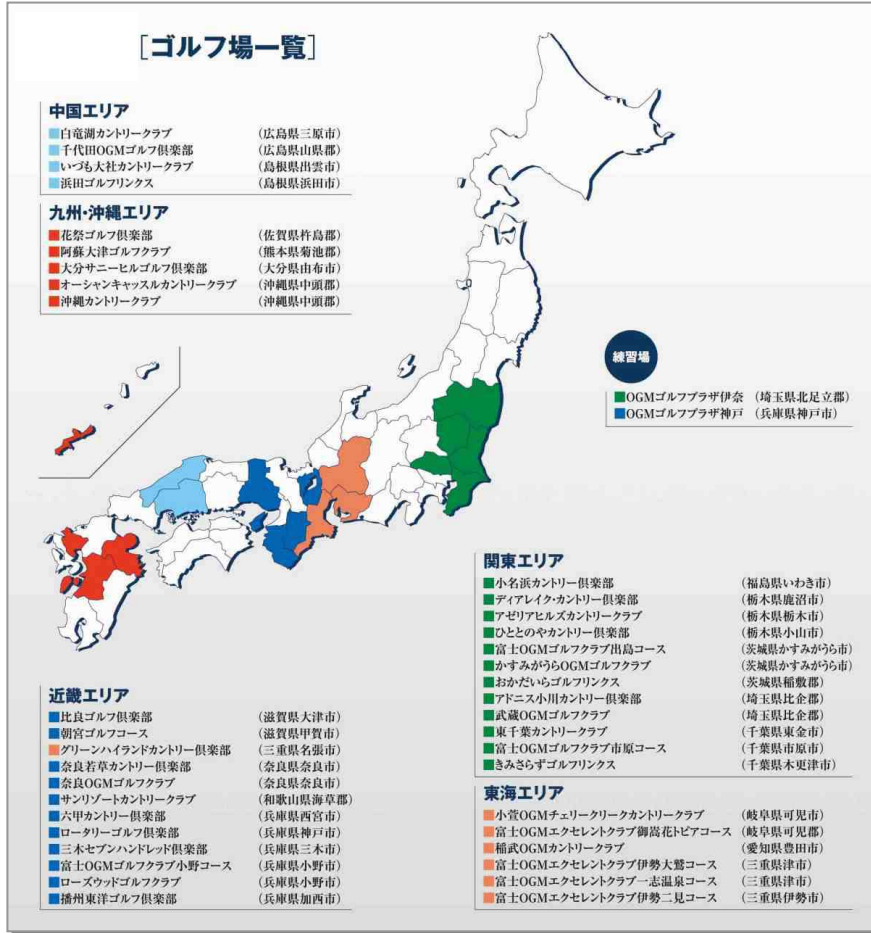 [ゴルフ場一覧]
中国エリア
白竜湖カントリークラブ (広島県三原市)
千代田OGMゴルフ倶楽部 (広島県山県郡)
いづも大社カントリークラブ (島根県出雲市)
浜田ゴルフリンクス (島根県浜田市)
九州・沖縄エリア
花祭ゴルフ倶楽部 (佐賀県杵島郡)
阿蘇大津ゴルフクラブ (熊本県菊池郡)
大分サニーヒルゴルフ倶楽部 (大分県由布市)
オーシャンキャッスルカントリークラブ (沖縄県中頭郡)
沖縄カントリークラブ (沖縄県中頭郡)
練習場
OGMゴルフプラザ伊奈 (埼玉県北足立郡)
OGMゴルフプラザ神戸 (兵庫県神戸市)
関東エリア
小名浜カントリー倶楽部 (福島県いわき市)
ディアレイク・カントリー倶楽部 (栃木県鹿沼市)
アゼリアヒルズカントリークラブ (栃木県栃木市)
ひととのやカントリー倶楽部 (栃木県小山市)
富士OGMゴルフクラブ出島コース (茨城県かすみがうら市)
かすみがうらOGMゴルフクラブ (茨城県かすみがうら市)
おかだいらゴルフリンクス (茨城県稲敷郡)
アドニス小川カントリー倶楽部 (埼玉県比企郡)
武蔵OGMゴルフクラブ (埼玉県比企郡)
東千葉カントリークラブ (千葉県東金市)
富士OGMゴルフクラブ市原コース (千葉県市原市)
きみさらずゴルフリンクス (千葉県木更津市)
近畿エリア
比良ゴルフ倶楽部 (滋賀県大津市)
朝宮ゴルフコース (滋賀県甲賀市)
グリーンハイランドカントリー倶楽部 (三重県名張市)
奈良若草カントリー倶楽部 (奈良県奈良市)
奈良OGMゴルフクラブ (奈良県奈良市)
サンリゾートカントリークラブ (和歌山県海草郡)
六甲カントリー倶楽部 (兵庫県西宮市)
ロータリーゴルフ倶楽部 (兵庫県神戸市)
三木セブンハンドレッド倶楽部 (兵庫県三木市)
富士OGMゴルフクラブ小野コース (兵庫県小野市)
ローズウッドゴルフクラブ (兵庫県小野市)
播州東洋ゴルフ倶楽部 (兵庫県加西市)
東海エリア
小萱OGMチェリークリークカントリークラブ (岐阜県可児市)
富士OGMエクセレントクラブ御嵩花トピアコース (岐阜県可児郡)
稲武OGMカントリークラブ (愛知県豊田市)
富士OGMエクセレントクラブ伊勢大鷲コース (三重県津市)
富士OGMエクセレントクラブ一志温泉コース (三重県津市)
富士OGMエクセレントクラブ伊勢二見コース (三重県伊勢市)